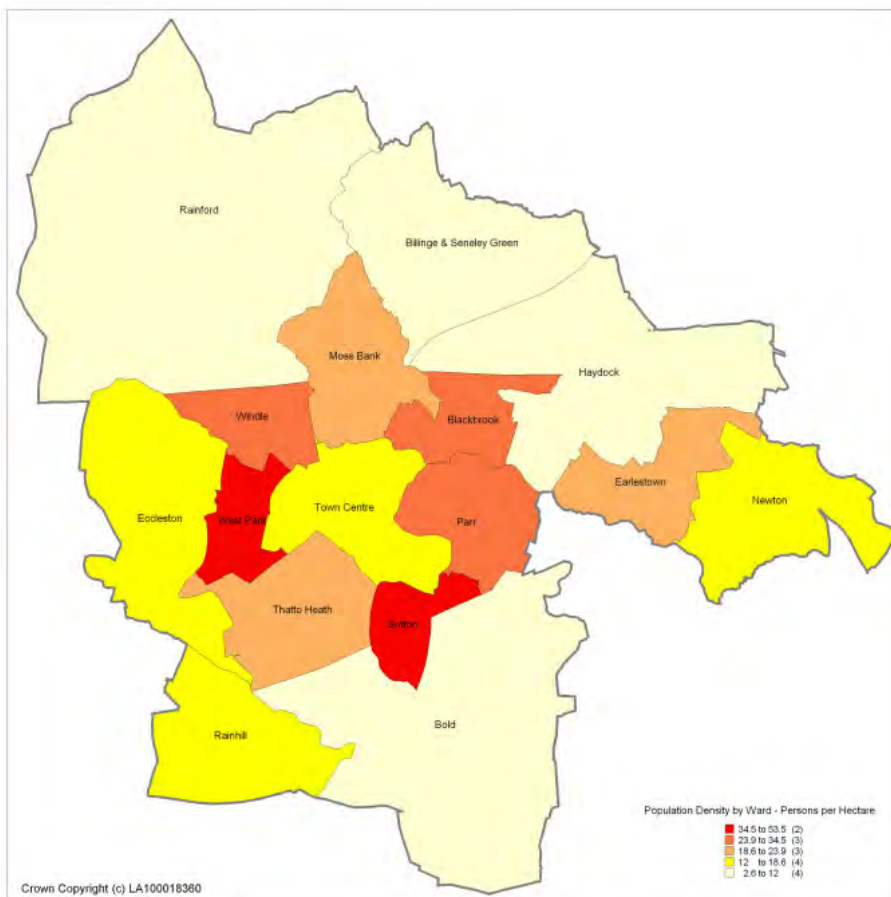 Rainford
Billinge & Seneley Green
Moss Bank
Haydock
Windle
Blackbrook
Earlestown
Newton
Eccleston
West Park
Town Centre
Parr
Thatto Heath
Sutton
Bold
Rainhill
Population Density by Ward - Persons per Hectare
34.5 to 53.5 (2)
23.9 to 34.5 (3)
18.6 to 23.9 (3)
12 to 18.6 (4)
2.6 to 12 (4)
Crown Copyright (c) LA100018360